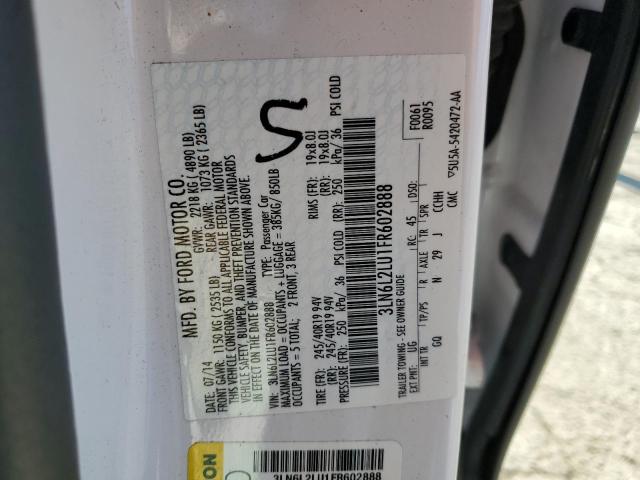 MFD. BY FORD MOTOR CO.
DATE: 07/14 GVWR: 2218 KG ( 4890 LB)
FRONT GAWR: 1150 KG ( 2535 LB) REAR GAWR: 1073 KG ( 2365 LB)
THIS VEHICLE CONFORMS TO ALL APPLICABLE FEDERAL MOTOR
VEHICLE SAFETY, BUMPER, AND THEFT PREVENTION STANDARDS
IN EFFECT ON THE DATE OF MANUFACTURE SHOWN ABOVE.
VIN: 3LN6L2LU1FR602888 TYPE: Passenger Car
MAXIMUM LOAD = OCCUPANTS + LUGGAGE = 385KG/ 850LB
OCCUPANTS = 5 TOTAL; 2 FRONT, 3 REAR
TIRE (FR): 245/40R19 94V RIMS (FR): 19x8.0J
TIRE (RR): 245/40R19 94V RIMS (RR): 19x8.0J
PRESSURE (FR): 250 kPa/ 36 PSI COLD (RR): 250 kPa/ 36 PSI COLD
3LN6L2LU1FR602888
F0061
R0095
TRAILER TOWING - SEE OWNER GUIDE
EXT PNT: UG RC: 45 DSO:
INT TR TP/PS R AXLE TR SPR
GQ N 29 J CCHH
CMC
▽5U5A-5420472-AA
ON
3LN6L2LU1FR602888